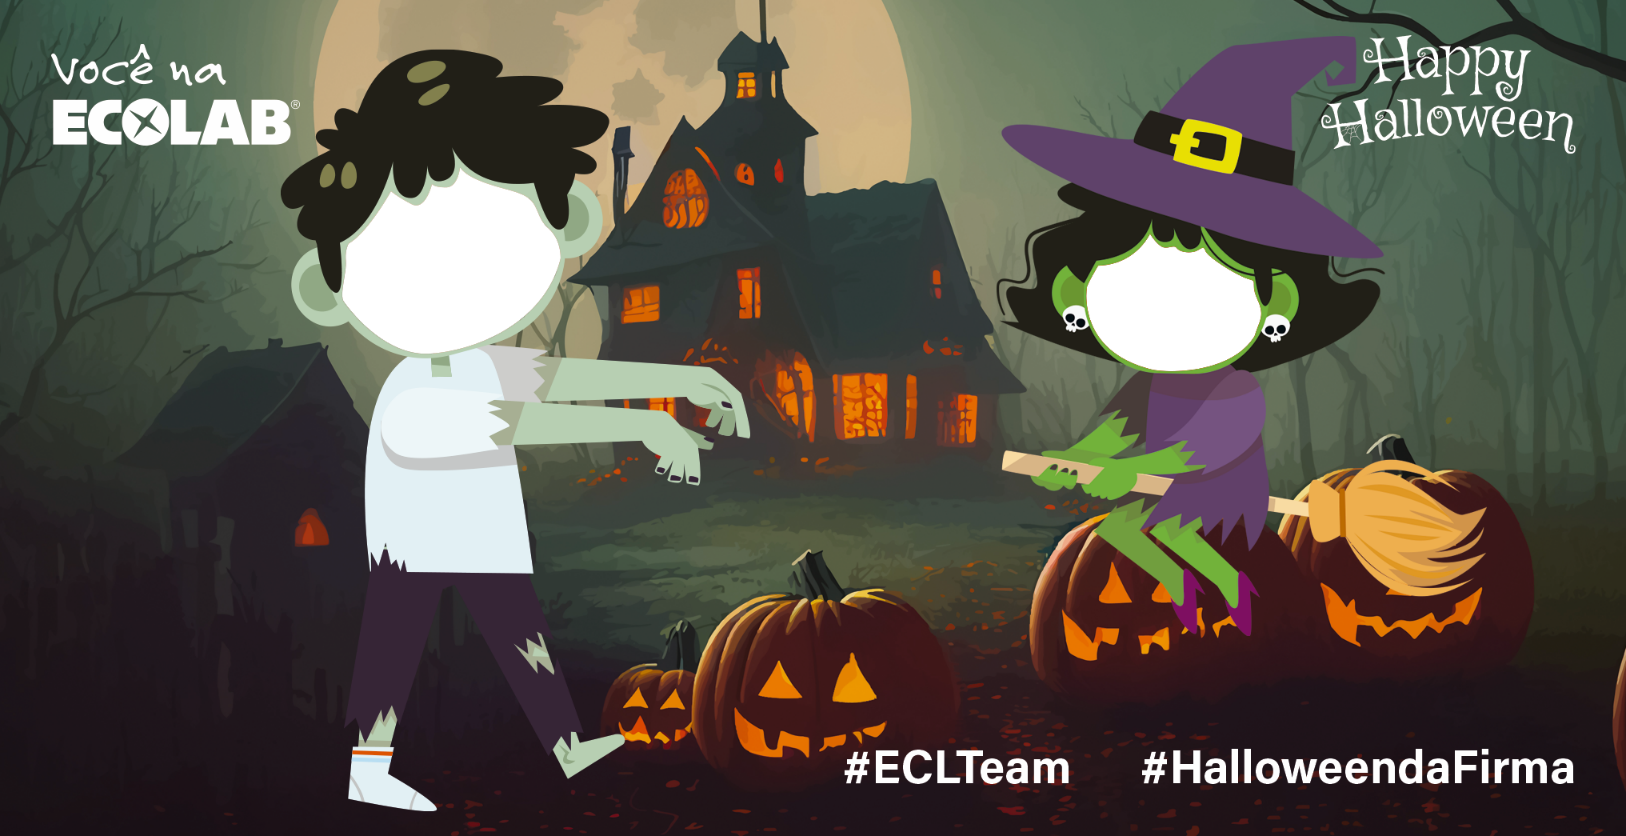 Você na
ECOLAB®
Happy
Halloween
#ECLTeam
#HalloweendaFirma